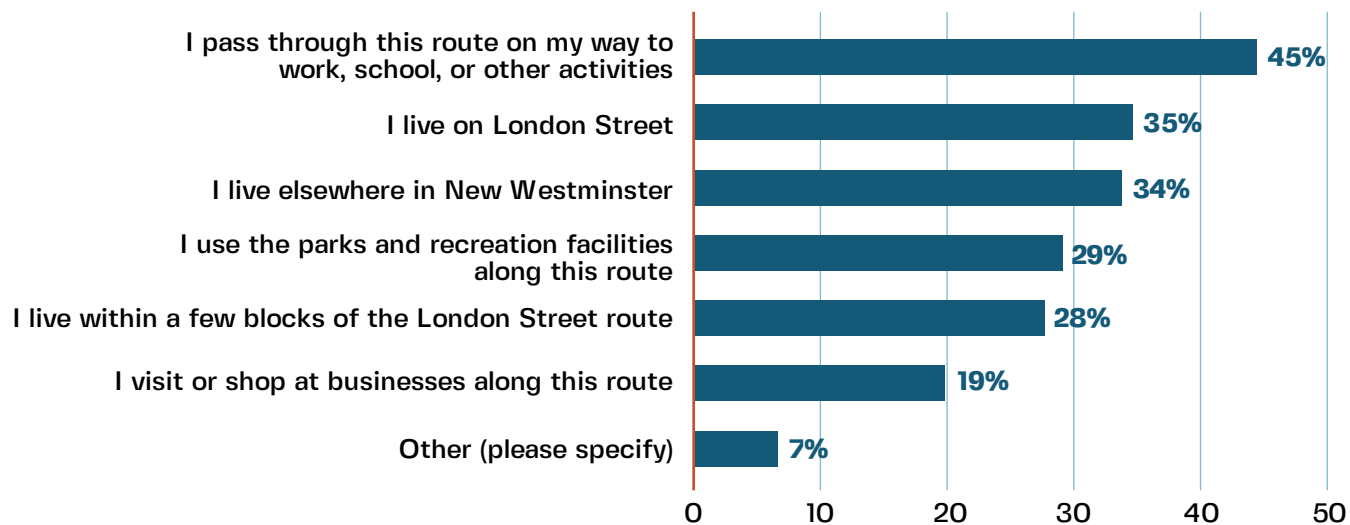 I pass through this route on my way to
work, school, or other activities
45%
I live on London Street
35%
I live elsewhere in New Westminster
34%
I use the parks and recreation facilities
along this route
29%
I live within a few blocks of the London Street route
28%
I visit or shop at businesses along this route
19%
Other (please specify)
7%
0 10 20 30 40 50